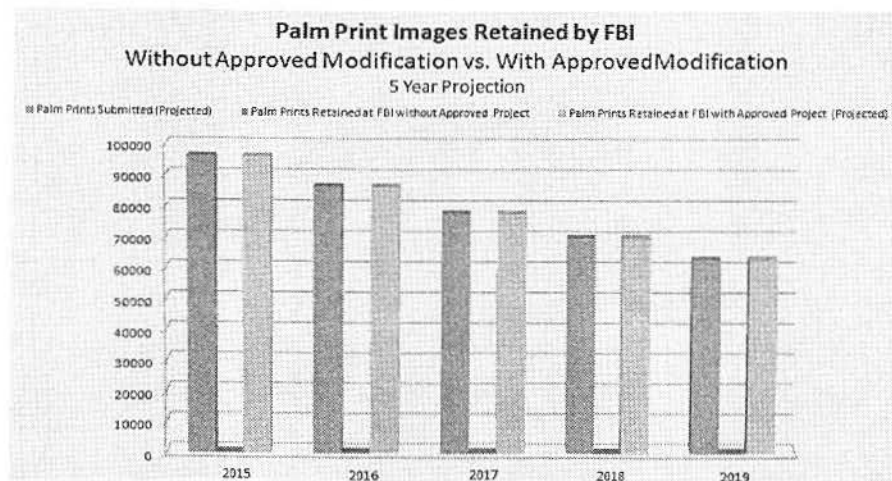 Palm Print Images Retained by FBI
Without Approved Modification vs. With ApprovedModification
5 Year Projection
Palm Prints Submitted (Projected) Palm Prints Retained at FBI without Approved Project Palm Prints Retained at FBI with Approved Project (Projected)
100000
90000
80000
70000
60000
50000
40000
30000
20000
10000
0
2015 2016 2017 2018 2019